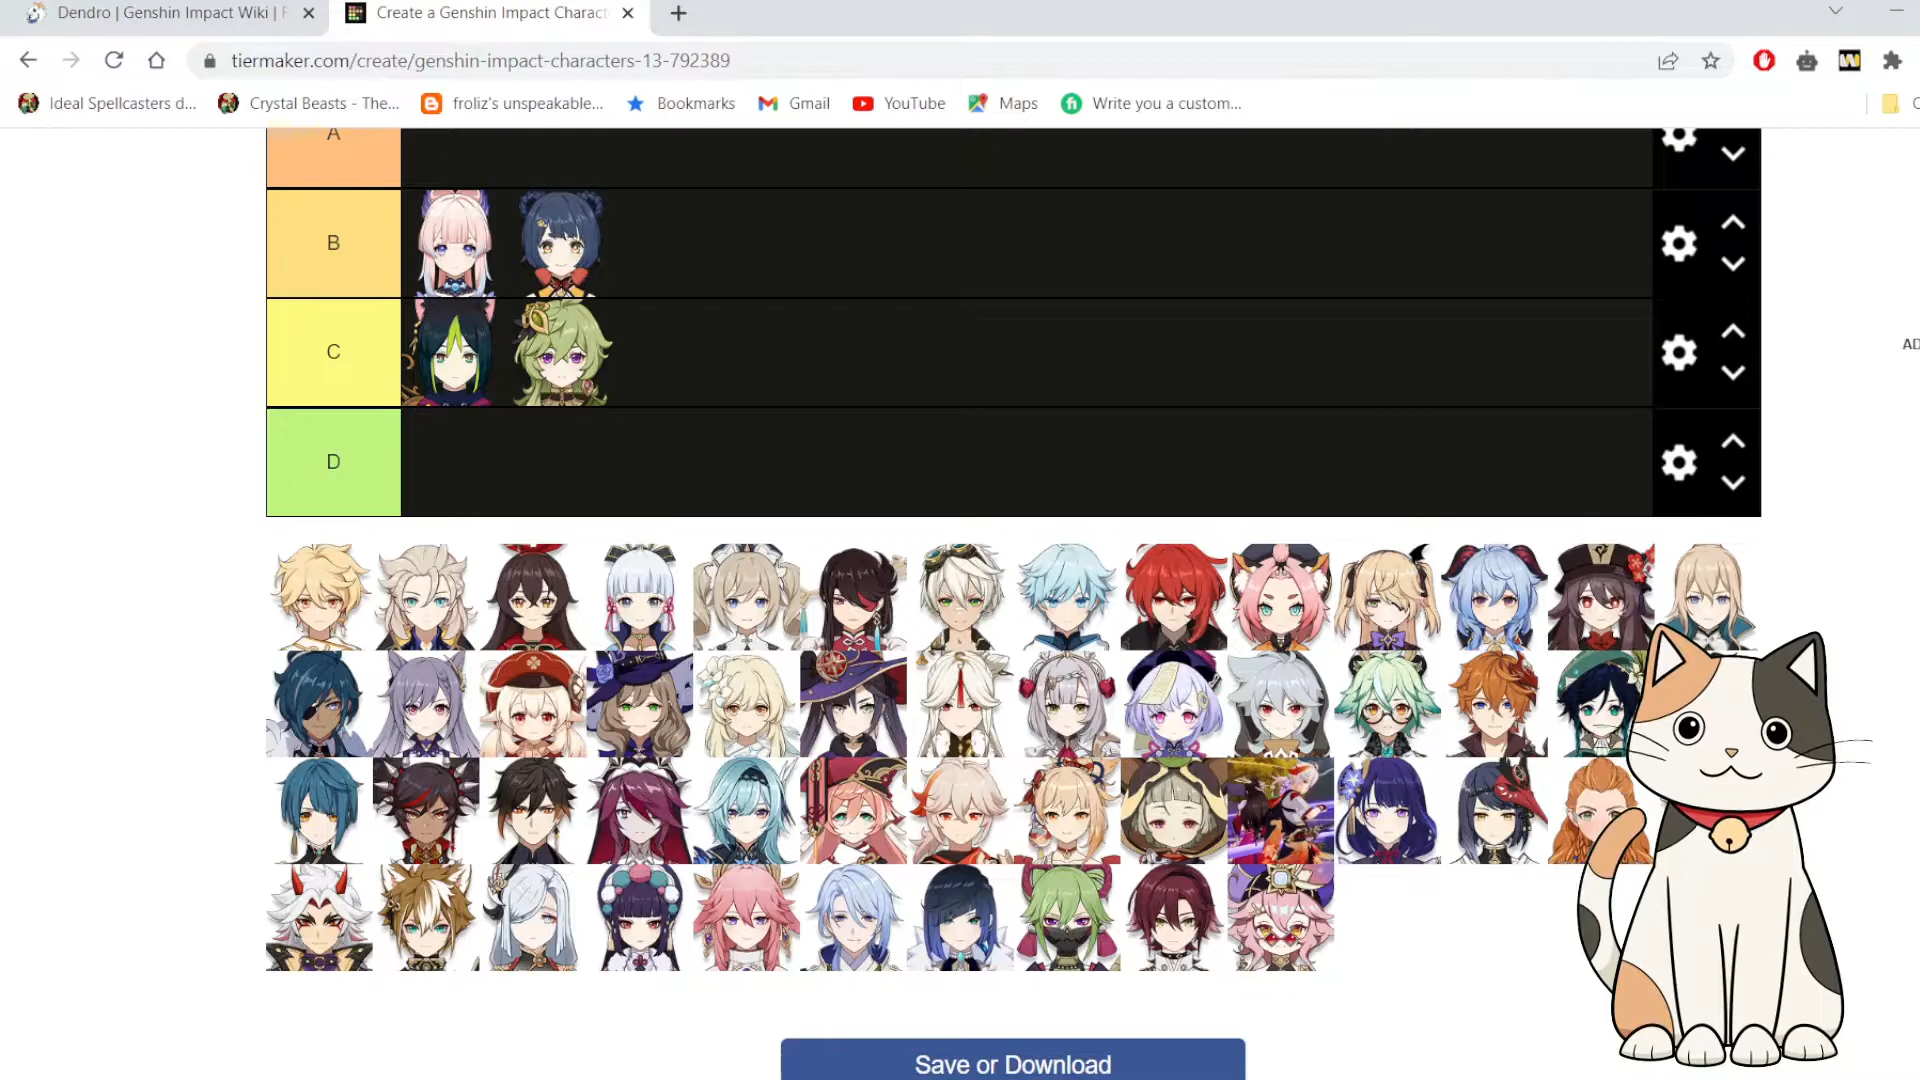 Dendro | Genshin Impact Wiki |
Create a Genshin Impact Charact
tiermaker.com/create/genshin-impact-characters-13-792389
Ideal Spellcasters d...
Crystal Beasts - The...
froliz's unspeakable...
Bookmarks
Gmail
YouTube
Maps
Write you a custom...
A
B
C
D
AD
Save or Download